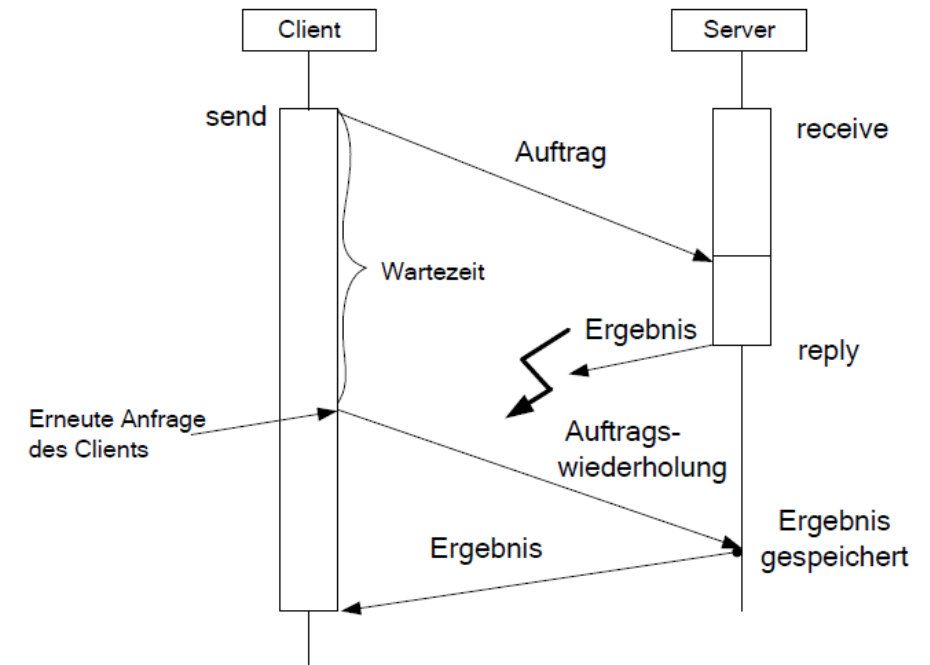 Client
Server
send
receive
Auftrag
Wartezeit
Ergebnis
reply
Erneute Anfrage
des Clients
Auftrags-
wiederholung
Ergebnis
gespeichert
Ergebnis